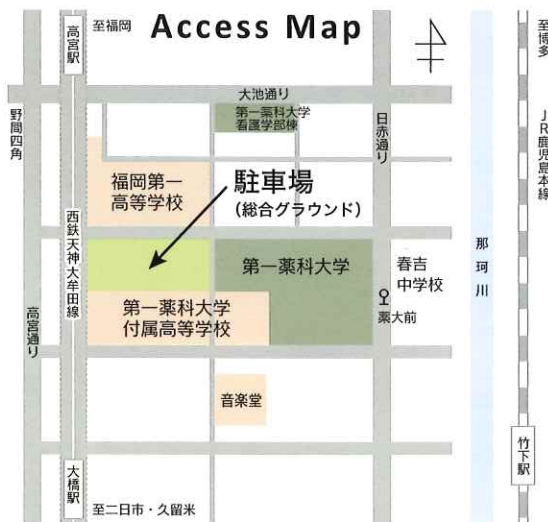 Access Map
至福岡
高宮駅
至博多
大池通り
第一薬科大学
看護学部棟
野間四角
日赤通り
JR鹿児島本線
福岡第一
高等学校
駐車場
(総合グラウンド)
西鉄天神大牟田線
第一薬科大学
春吉
中学校
那珂川
高宮通り
第一薬科大学
付属高等学校
薬大前
音楽堂
竹下駅
大橋駅
至二日市・久留米